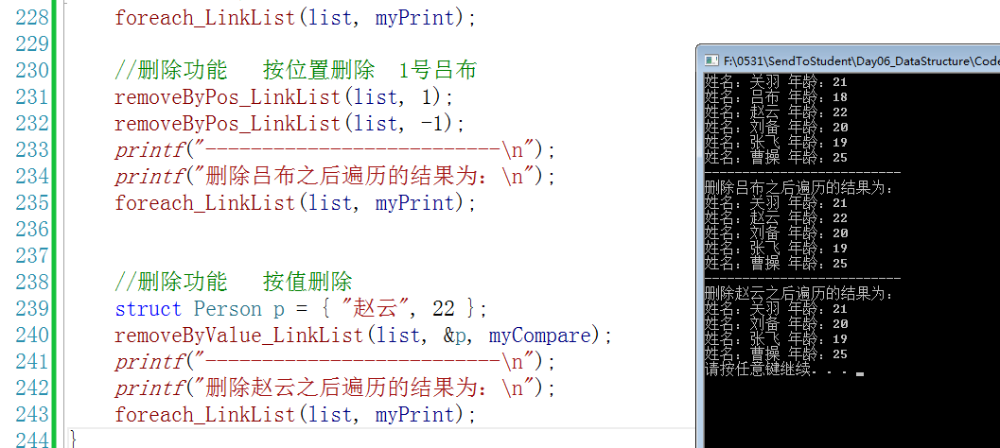 228 foreach_LinkList(list, myPrint);
229
230 //删除功能 按位置删除 1号吕布
231 removeByPos_LinkList(list, 1);
232 removeByPos_LinkList(list, -1);
233 printf("--------------------------\n");
234 printf("删除吕布之后遍历的结果为：\n");
235 foreach_LinkList(list, myPrint);
236
237
238 //删除功能 按值删除
239 struct Person p = { "赵云", 22 };
240 removeByValue_LinkList(list, &p, myCompare);
241 printf("--------------------------\n");
242 printf("删除赵云之后遍历的结果为：\n");
243 foreach_LinkList(list, myPrint);
244 }
F:\0531\SendToStudent\Day06_DataStructure\Code
姓名：关羽 年龄：21
姓名：吕布 年龄：18
姓名：赵云 年龄：22
姓名：刘备 年龄：20
姓名：张飞 年龄：19
姓名：曹操 年龄：25
--------------------------
删除吕布之后遍历的结果为：
姓名：关羽 年龄：21
姓名：赵云 年龄：22
姓名：刘备 年龄：20
姓名：张飞 年龄：19
姓名：曹操 年龄：25
--------------------------
删除赵云之后遍历的结果为：
姓名：关羽 年龄：21
姓名：刘备 年龄：20
姓名：张飞 年龄：19
姓名：曹操 年龄：25
请按任意键继续. . .